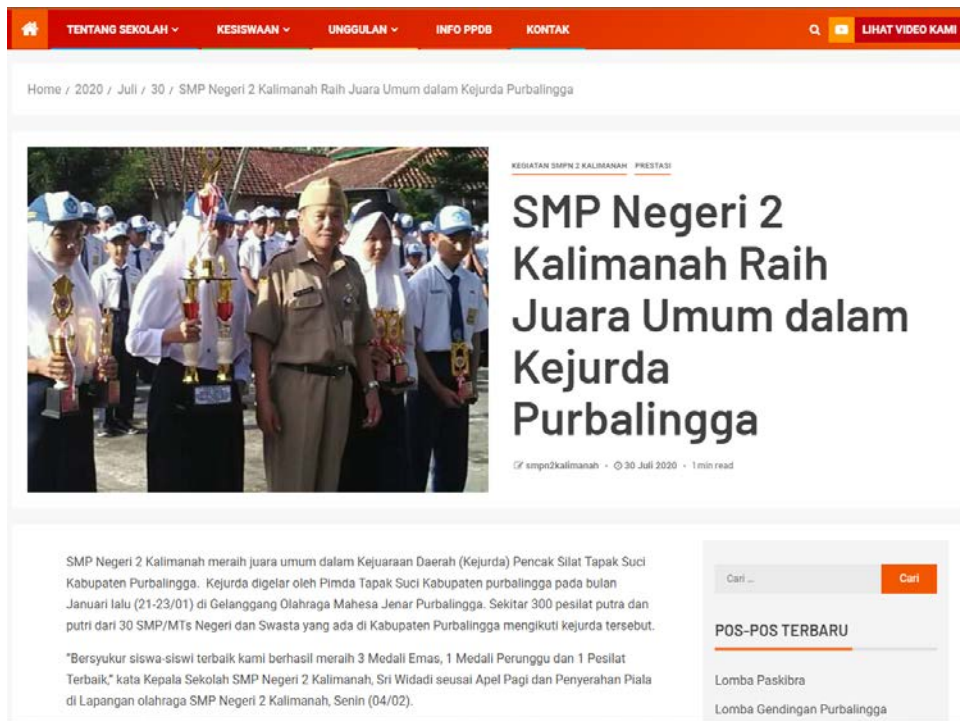 TENTANG SEKOLAH
KESISWAAN
UNGGULAN
INFO PPDB
KONTAK
LIHAT VIDEO KAMI
Home / 2020 / Juli / 30 / SMP Negeri 2 Kalimanah Raih Juara Umum dalam Kejurda Purbalingga
KEGIATAN SMPN 2 KALIMANAH PRESTASI
SMP Negeri 2
Kalimanah Raih
Juara Umum dalam
Kejurda
Purbalingga
smpn2kalimanah • 30 Juli 2020 • 1 min read
SMP Negeri 2 Kalimanah meraih juara umum dalam Kejuaraan Daerah (Kejurda) Pencak Silat Tapak Suci
Kabupaten Purbalingga. Kejurda digelar oleh Pimda Tapak Suci Kabupaten purbalingga pada bulan
Januari lalu (21-23/01) di Gelanggang Olahraga Mahesa Jenar Purbalingga. Sekitar 300 pesilat putra dan
putri dari 30 SMP/MTs Negeri dan Swasta yang ada di Kabupaten Purbalingga mengikuti kejurda tersebut.
"Bersyukur siswa-siswi terbaik kami berhasil meraih 3 Medali Emas, 1 Medali Perunggu dan 1 Pesilat
Terbaik," kata Kepala Sekolah SMP Negeri 2 Kalimanah, Sri Widadi seusai Apel Pagi dan Penyerahan Piala
di Lapangan olahraga SMP Negeri 2 Kalimanah, Senin (04/02).
Cari ...
Cari
POS-POS TERBARU
Lomba Paskibra
Lomba Gendingan Purbalingga